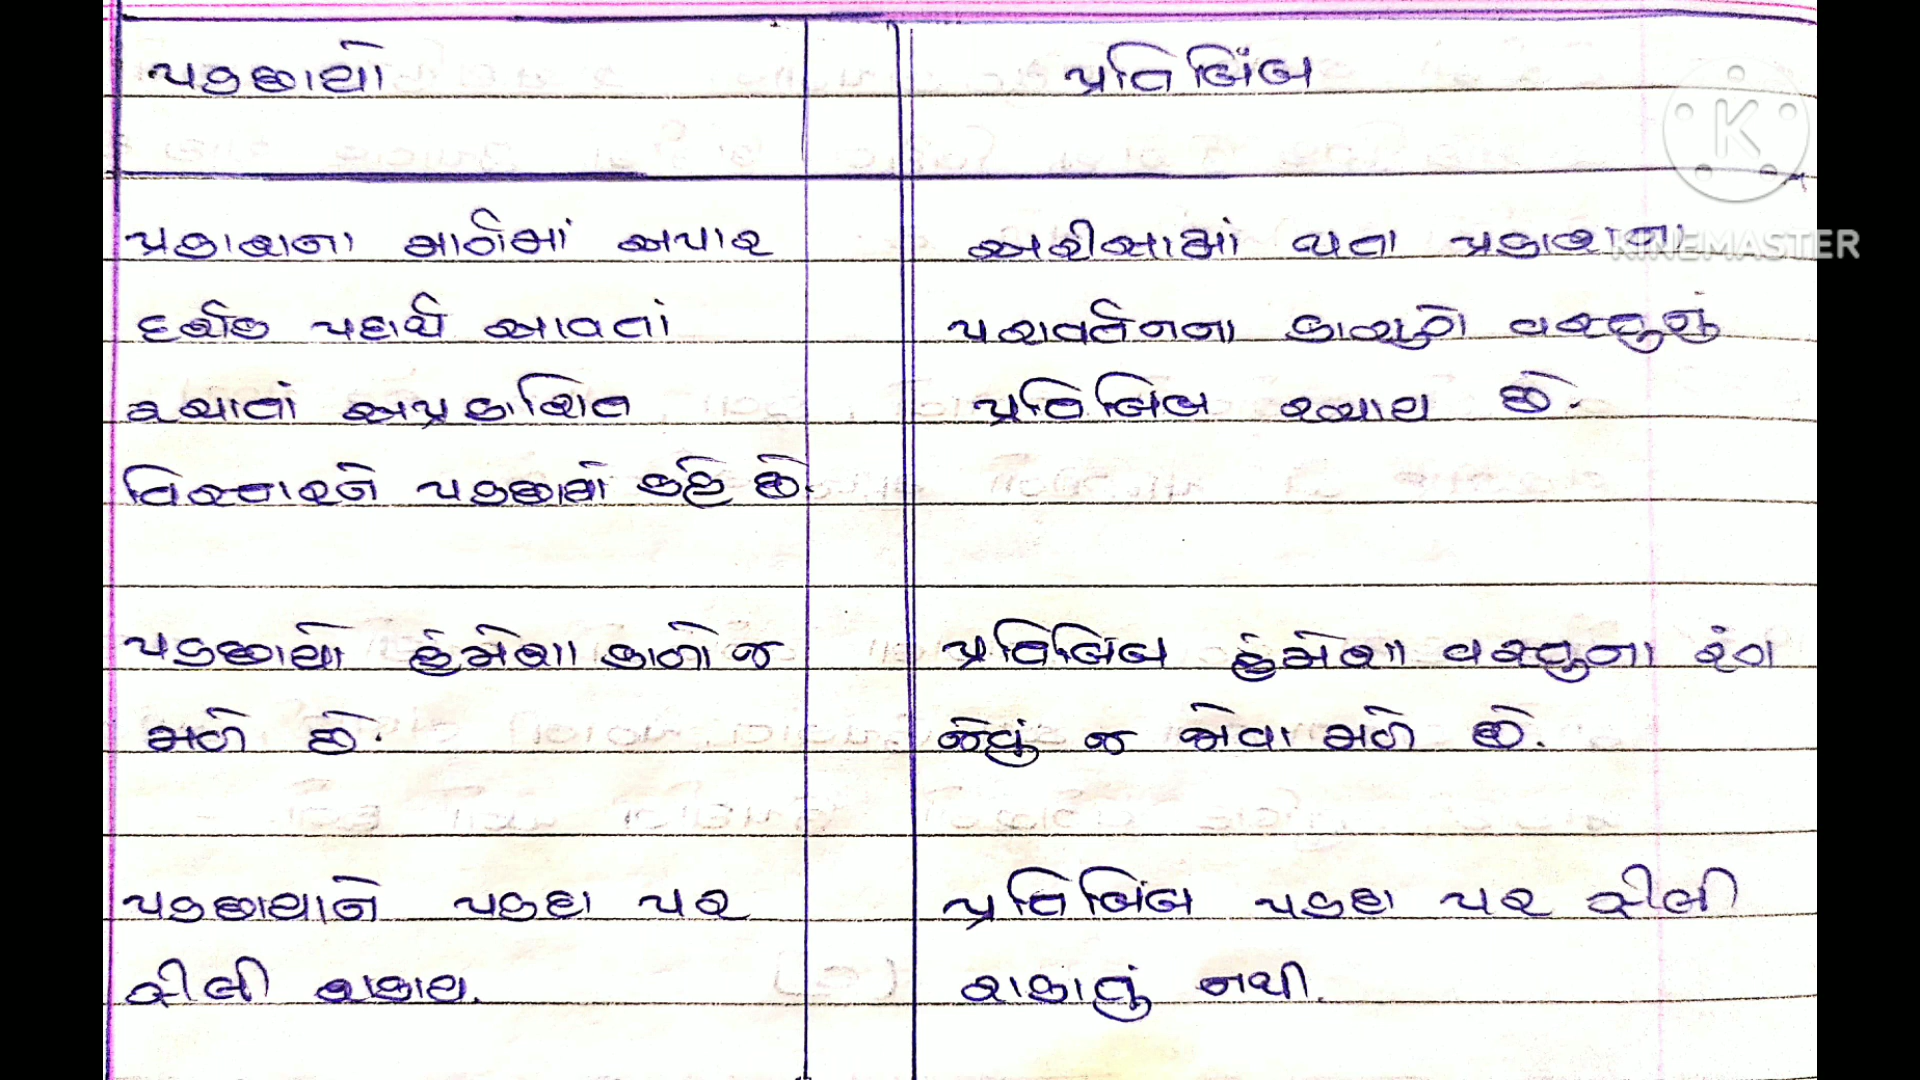 પડછાયો
પ્રતિબિંબ
પ્રકાશના માર્ગમાં અપાર
દર્શક પદાર્થ આવતાં
રચાતાં અપ્રકાશિત
વિસ્તારને પડછાયો કહે છે.
અરીસામાં થતા પ્રકાશના
પરાવર્તનના કારણે વસ્તુનું
પ્રતિબિંબ રચાય છે.
પડછાયો હંમેશા કાળો જ
મળે છે.
પ્રતિબિંબ હંમેશા વસ્તુના રંગ
જેવું જ જોવા મળે છે.
પડછાયાને પડદા પર
ઝીલી શકાય.
પ્રતિબિંબ પડદા પર ઝીલી
શકાતું નથી.
K
KINEMASTER